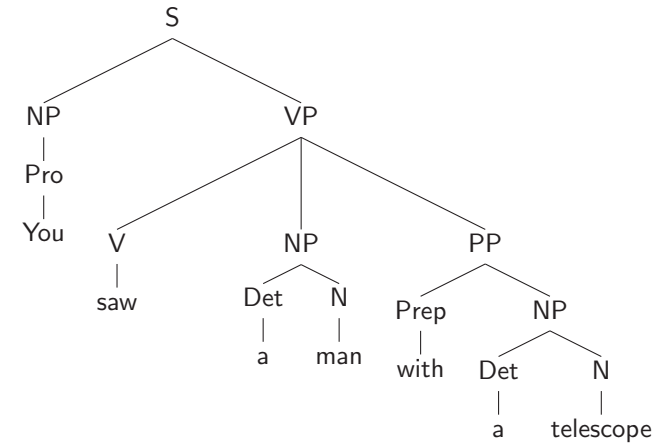 S
NP VP
Pro
You V NP PP
saw Det N Prep NP
a man with Det N
a telescope